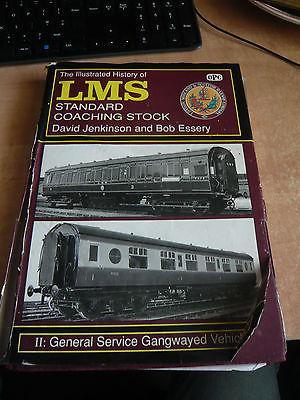 The Illustrated History of
OPC
LMS
STANDARD
COACHING STOCK
David Jenkinson and Bob Essery
II: General Service Gangwayed Vehic